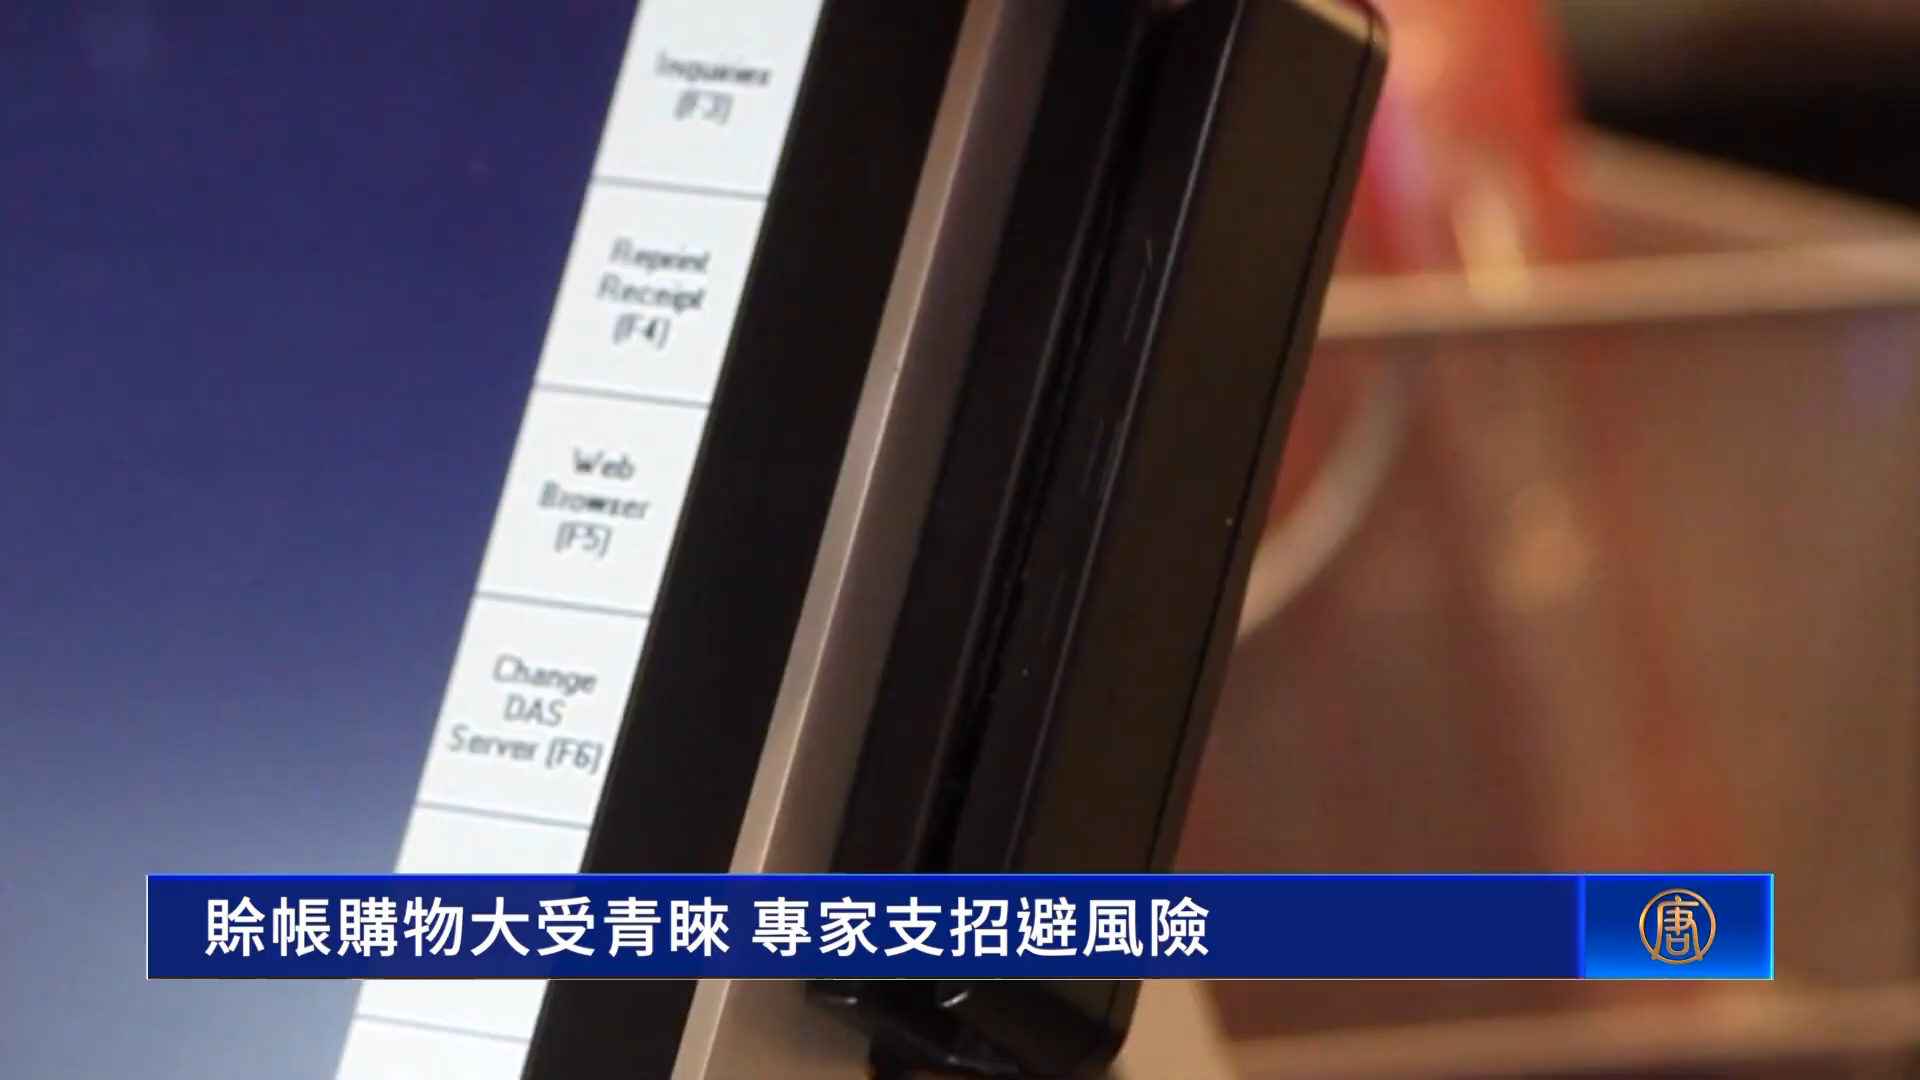 Inquiries
(F3)
Reprint
Receipt
(F4)
Web
Browser
(F5)
Change
DAS
Server (F6)
賒帳購物大受青睞 專家支招避風險
唐